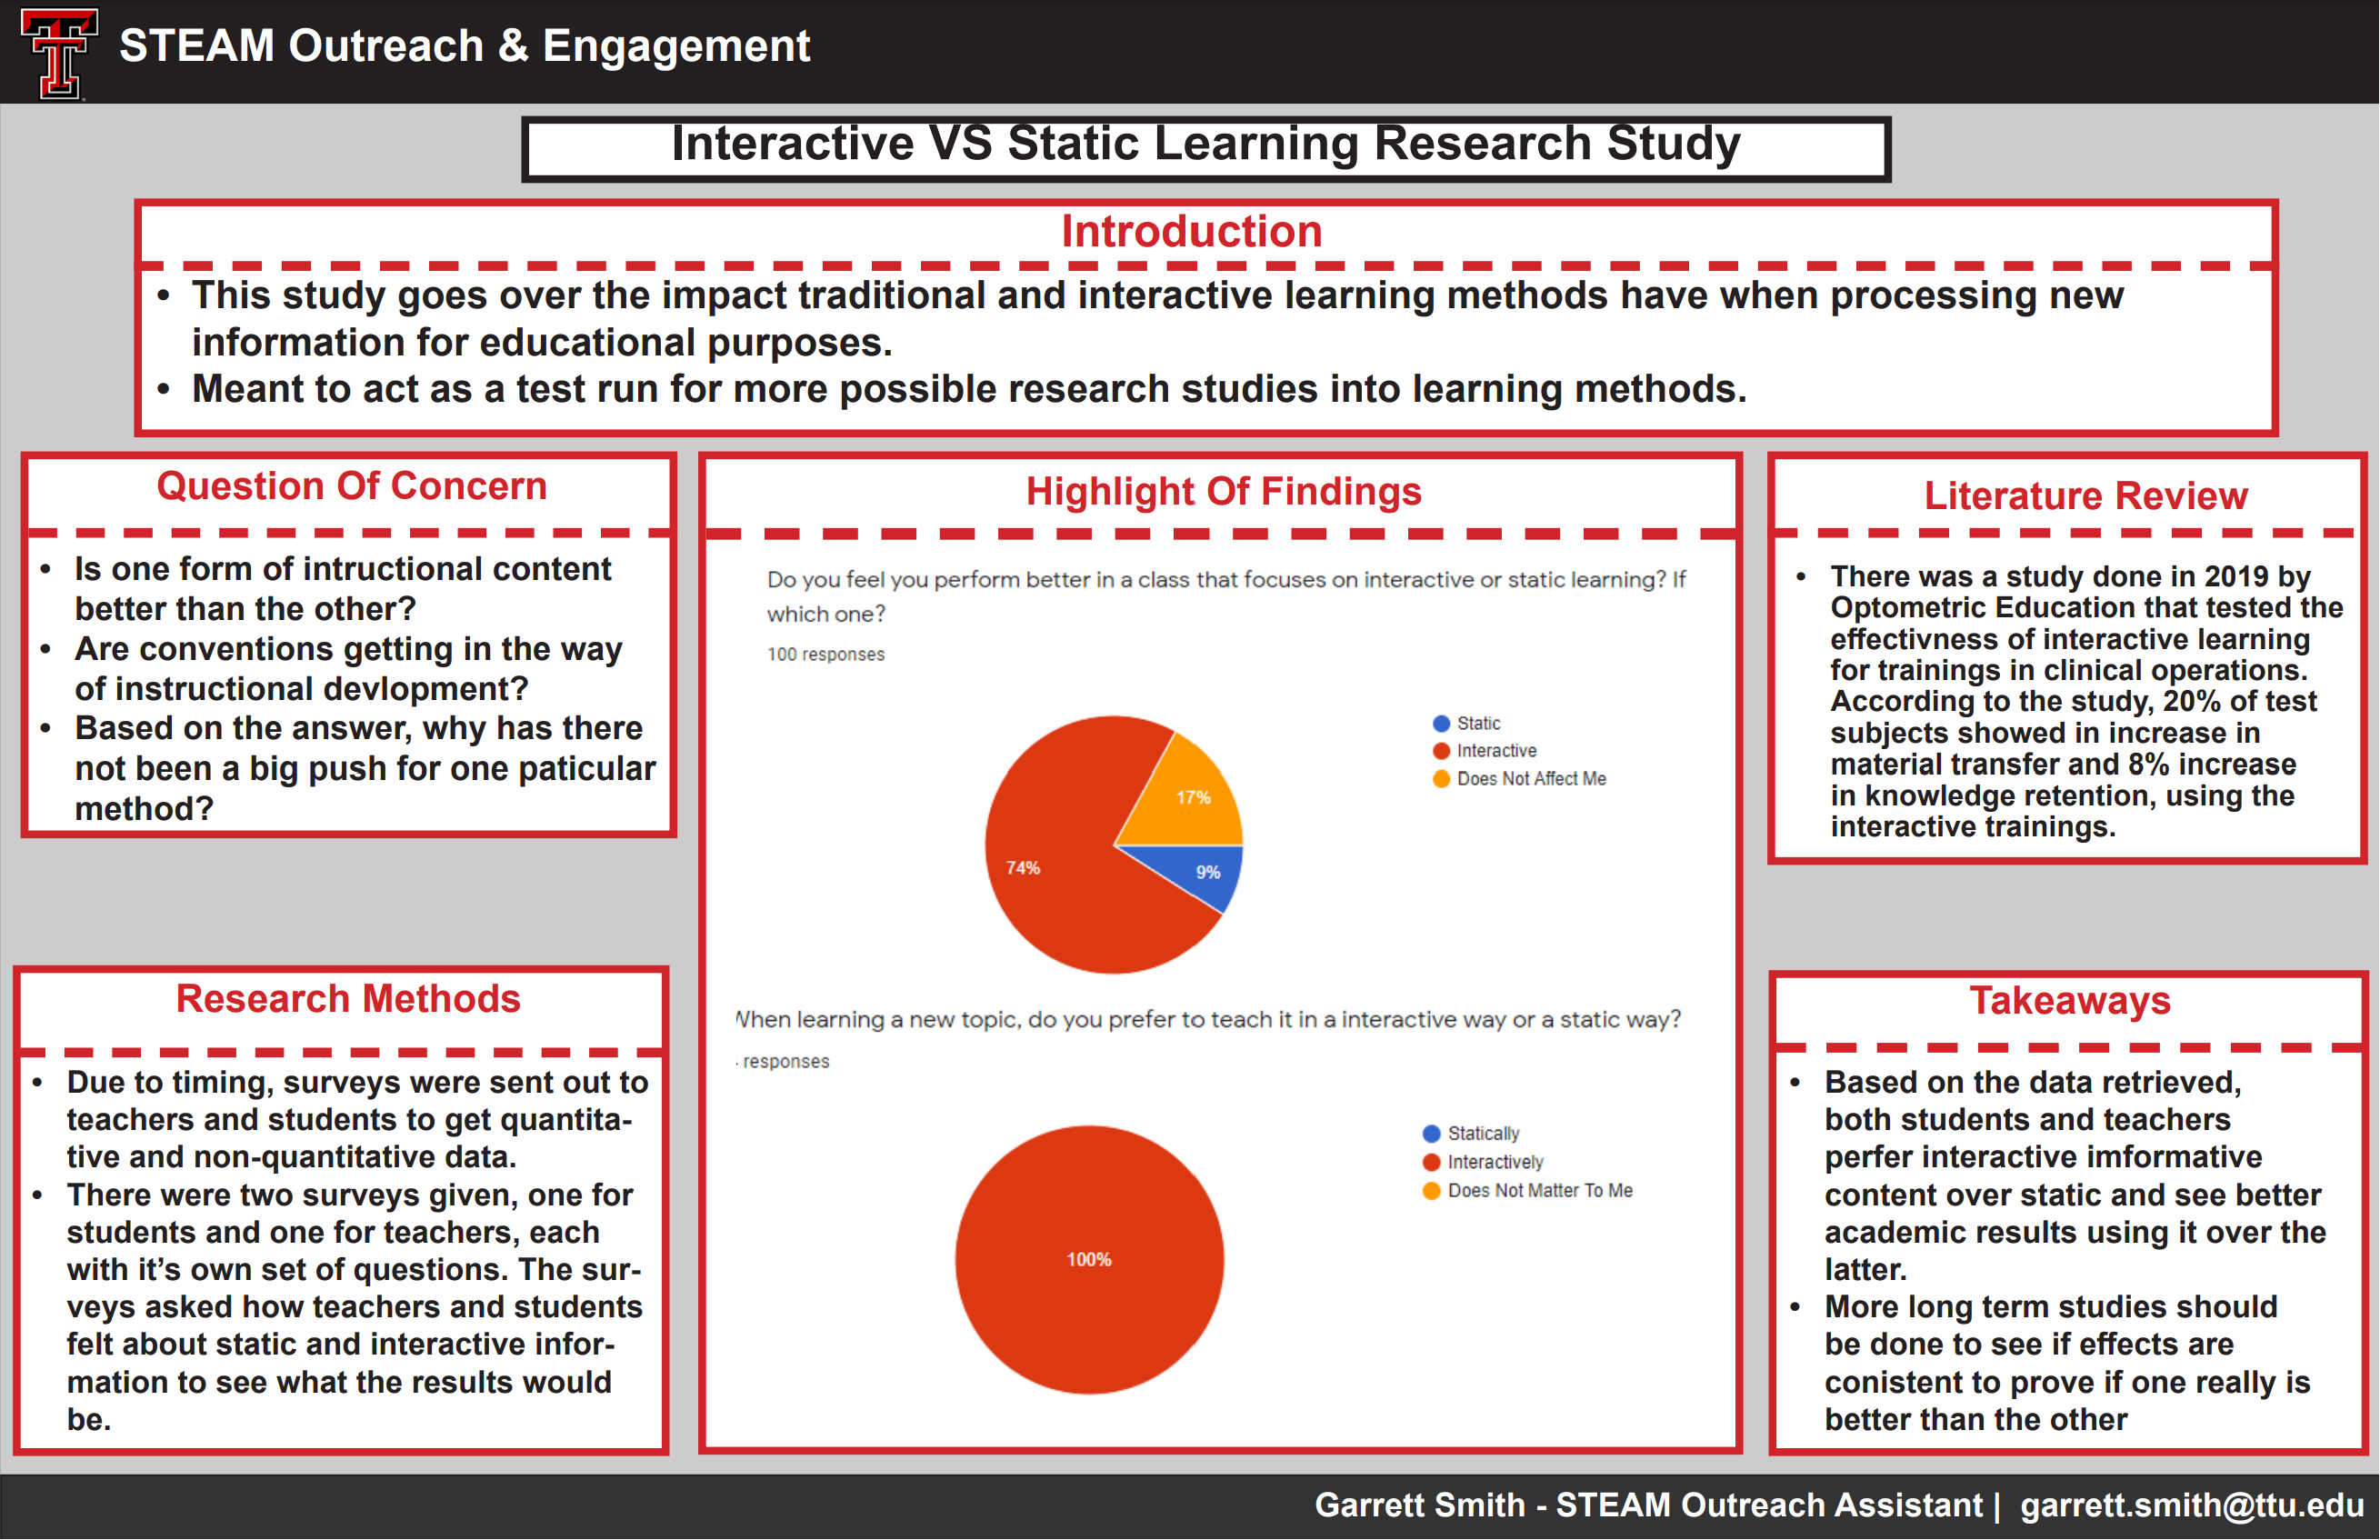 STEAM Outreach & Engagement
Interactive VS Static Learning Research Study
Introduction
• This study goes over the impact traditional and interactive learning methods have when processing new
information for educational purposes.
• Meant to act as a test run for more possible research studies into learning methods.
Question Of Concern
• Is one form of intructional content
better than the other?
• Are conventions getting in the way
of instructional devlopment?
• Based on the answer, why has there
not been a big push for one paticular
method?
Research Methods
• Due to timing, surveys were sent out to
teachers and students to get quantita-
tive and non-quantitative data.
• There were two surveys given, one for
students and one for teachers, each
with it’s own set of questions. The sur-
veys asked how teachers and students
felt about static and interactive infor-
mation to see what the results would
be.
Highlight Of Findings
Do you feel you perform better in a class that focuses on interactive or static learning? If
which one?
100 responses
Static
Interactive
Does Not Affect Me
17%
74%
9%
When learning a new topic, do you prefer to teach it in a interactive way or a static way?
responses
Statically
Interactively
Does Not Matter To Me
100%
Literature Review
• There was a study done in 2019 by
Optometric Education that tested the
effectivness of interactive learning
for trainings in clinical operations.
According to the study, 20% of test
subjects showed in increase in
material transfer and 8% increase
in knowledge retention, using the
interactive trainings.
Takeaways
• Based on the data retrieved,
both students and teachers
perfer interactive imformative
content over static and see better
academic results using it over the
latter.
• More long term studies should
be done to see if effects are
conistent to prove if one really is
better than the other
Garrett Smith - STEAM Outreach Assistant | garrett.smith@ttu.edu